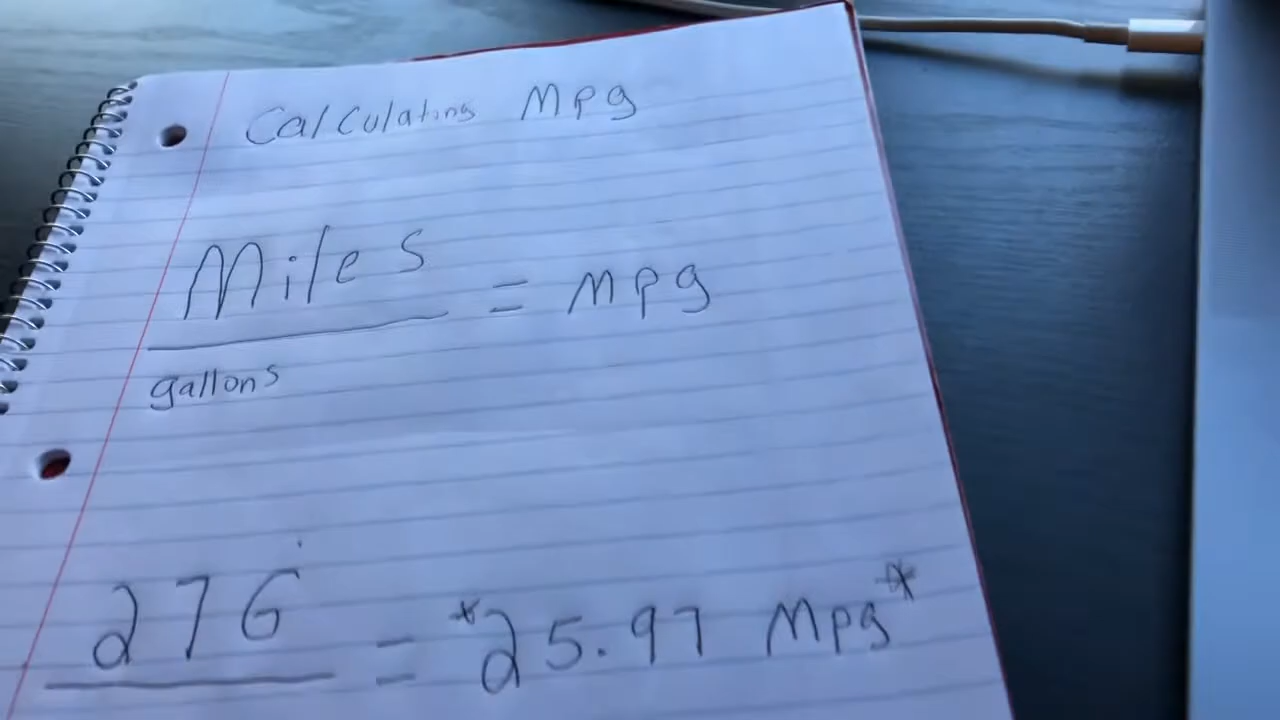 Calculating Mpg
Miles = mpg
gallons
276 = *25.97 Mpg*